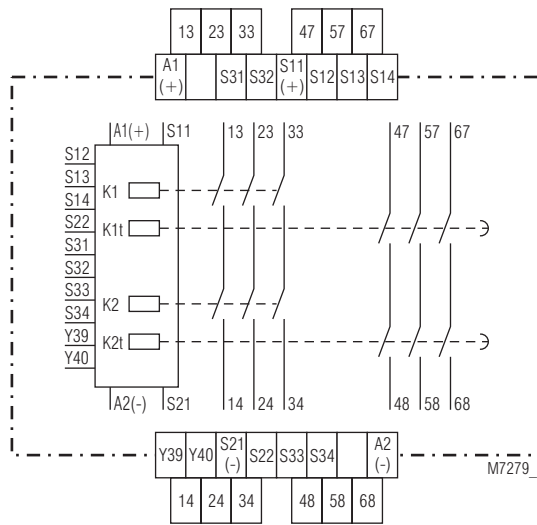 13 23 33 47 57 67
A1 (+) S31 S32 S11 (+) S12 S13 S14
A1(+) S11 13 23 33 47 57 67
S12
S13
S14
S22
S31
S32
S33
S34
Y39
Y40
K1
K1t
K2
K2t
A2(-) S21 14 24 34 48 58 68
Y39 Y40 S21 (-) S22 S33 S34 A2 (-)
M7279_
14 24 34 48 58 68